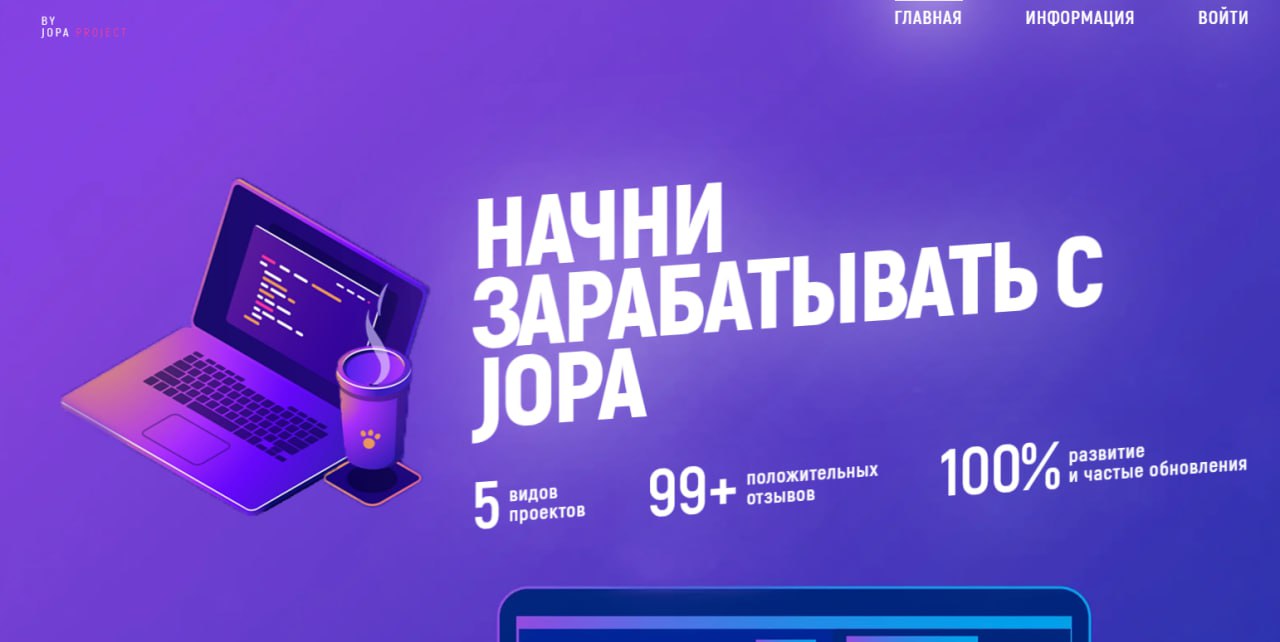 BY
JOPA PROJECT
ГЛАВНАЯ ИНФОРМАЦИЯ ВОЙТИ
НАЧНИ
ЗАРАБАТЫВАТЬ С
JOPA
5 видов
проектов
99+ положительных
отзывов
100% развитие
и частые обновления